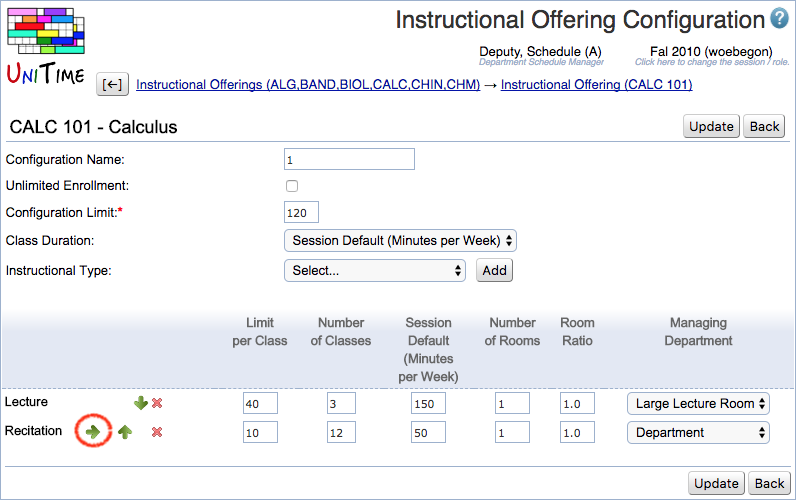 Instructional Offering Configuration ?
UNITIME
Deputy, Schedule (A) Fal 2010 (woebegon)
Department Schedule Manager Click here to change the session / role.
[←] Instructional Offerings (ALG,BAND,BIOL,CALC,CHIN,CHM) → Instructional Offering (CALC 101)
CALC 101 - Calculus Update Back
Configuration Name: 1
Unlimited Enrollment:
Configuration Limit:* 120
Class Duration: Session Default (Minutes per Week)
Instructional Type: Select... Add
Limit Number Session Number Room Managing
per Class of Classes Default of Rooms Ratio Department
(Minutes
per Week)
Lecture 40 3 150 1 1.0 Large Lecture Room
Recitation 10 12 50 1 1.0 Department
Update Back